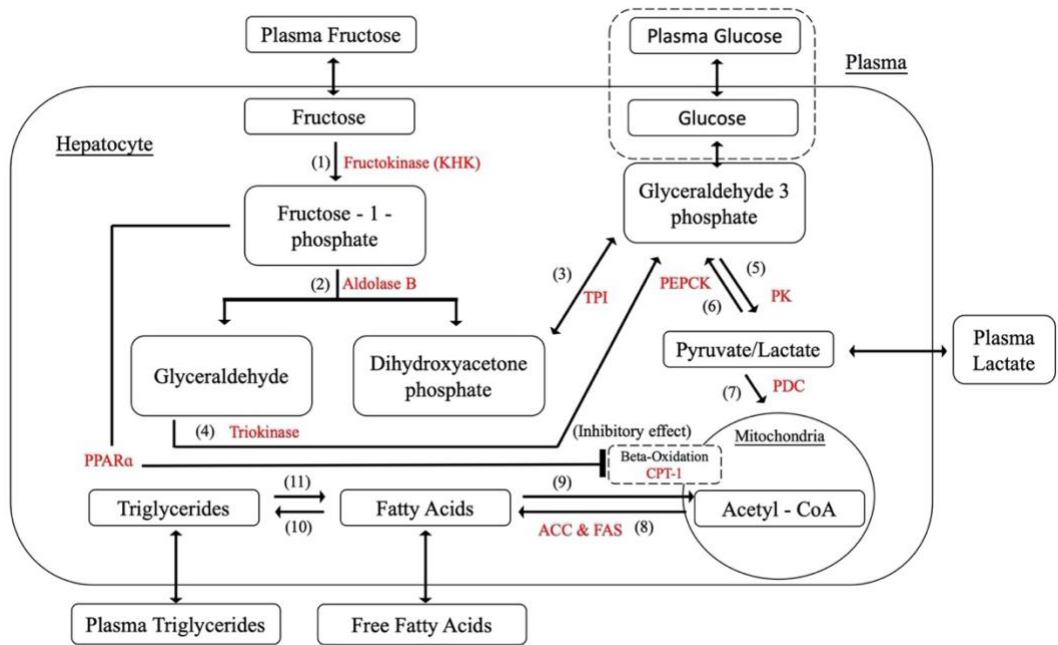 Plasma Fructose
Plasma Glucose
Plasma
Fructose
Glucose
Hepatocyte
(1) Fructokinase (KHK)
Fructose - 1 -
phosphate
Glyceraldehyde 3
phosphate
(2) Aldolase B
(3)
TPI
PEPCK
(6)
(5)
PK
Glyceraldehyde
Dihydroxyacetone
phosphate
Pyruvate/Lactate
Plasma
Lactate
(7) PDC
(4) Triokinase
(Inhibitory effect)
Mitochondria
PPARα
Beta-Oxidation
CPT-1
Triglycerides
(11)
(10)
Fatty Acids
(9)
ACC & FAS (8)
Acetyl - CoA
Plasma Triglycerides
Free Fatty Acids